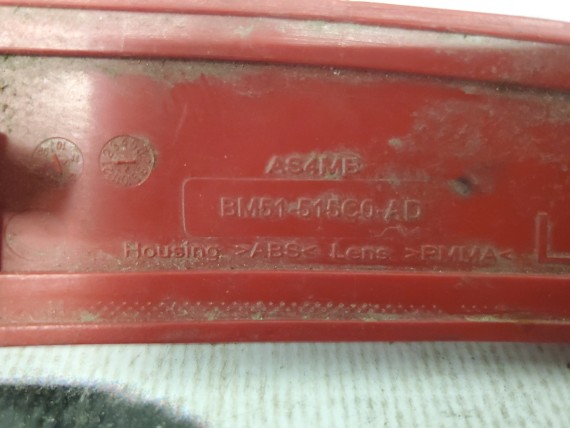 AS4MB
BM51-515C0-AD
Housing >ABS< Lens >PMMA<
L